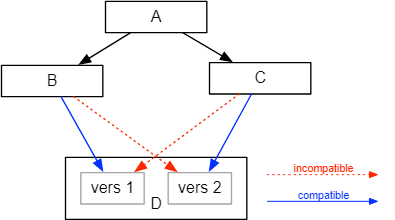 A
B
C
vers 1
vers 2
D
incompatible
compatible